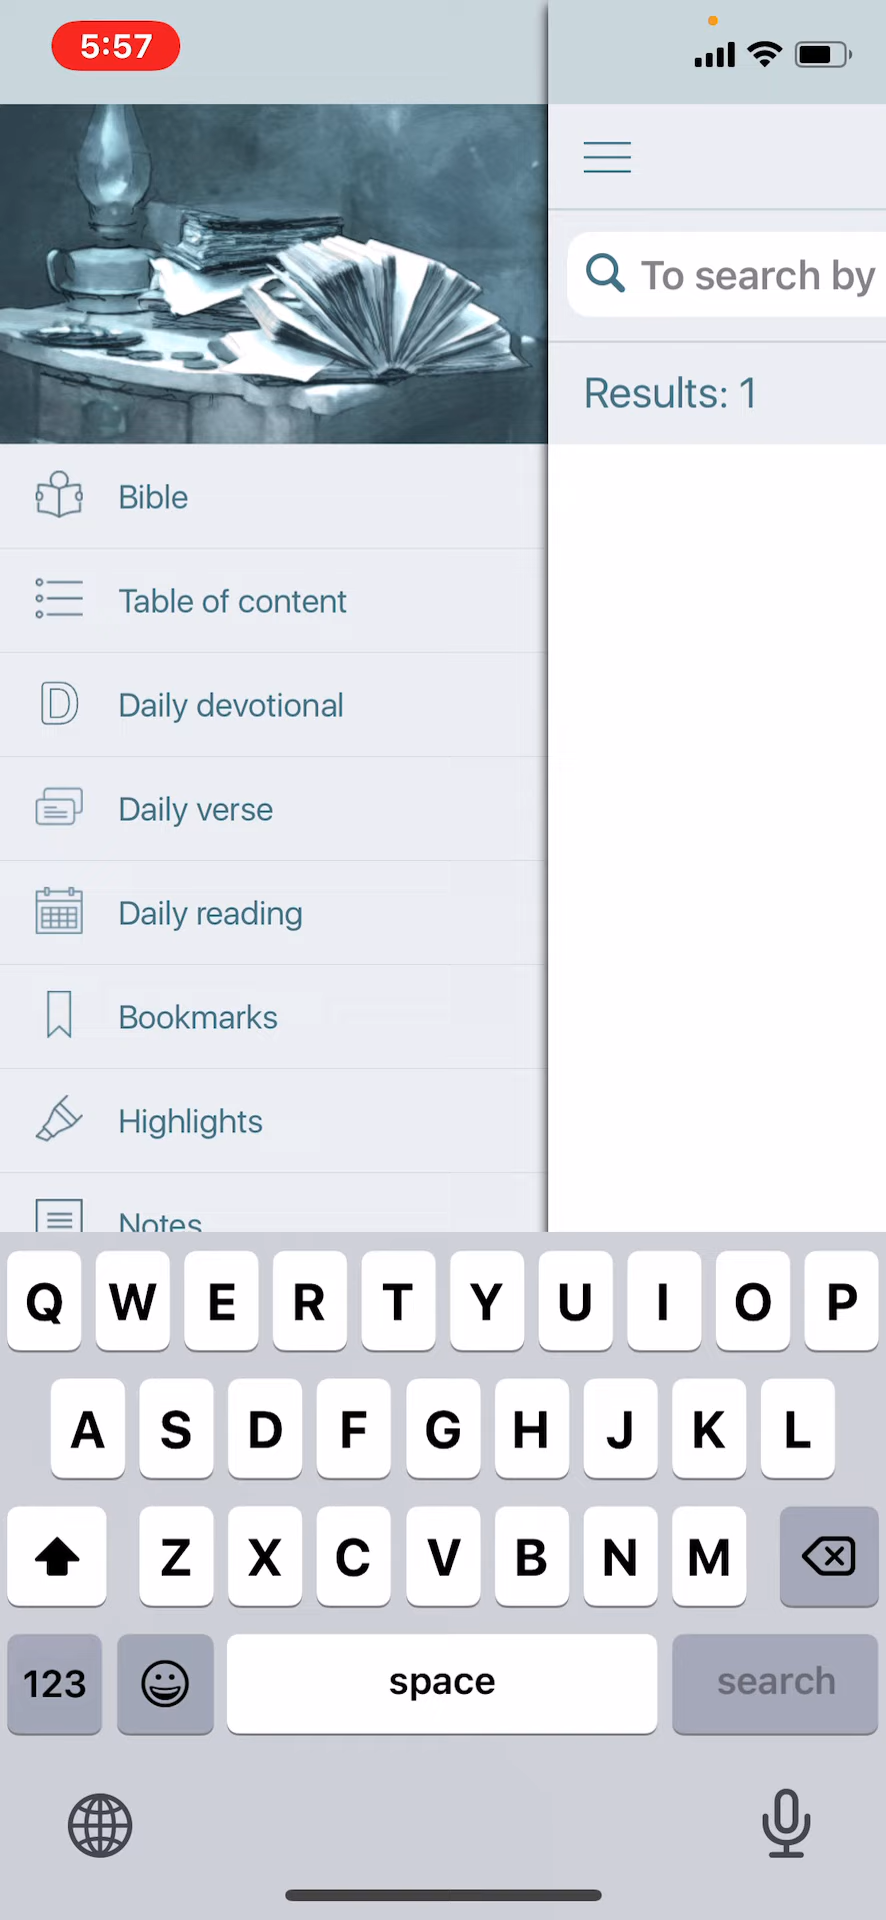 5:57
To search by
Results: 1
Bible
Table of content
Daily devotional
Daily verse
Daily reading
Bookmarks
Highlights
Notes
Q W E R T Y U I O P
A S D F G H J K L
Z X C V B N M
123 space search